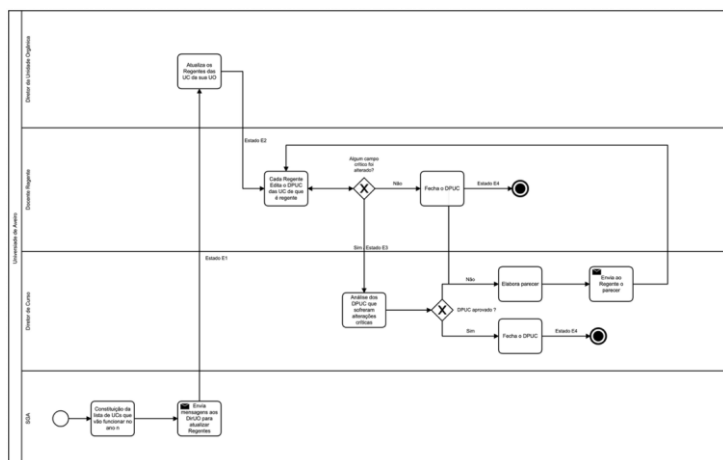 Universidade de Aveiro
Diretor de Unidade Orgânica
Atualiza os
Regentes das
UC da sua UO
Estado E2
Docente Regente
Cada Regente
Edita o DPUC
das UC da que
é regente
Algum campo
crítico foi
alterado?
Não
Fecha o DPUC
Estado E4
Sim
Estado E3
Diretor de Curso
Estado E1
Análise dos
DPUC que
sofreram
alterações
críticas
DPUC aprovado ?
Não
Elabora parecer
Envia ao
Regente o
parecer
Sim
Fecha o DPUC
Estado E4
SGA
Constituição da
lista de UCs que
vão funcionar no
ano n
Envia
mensagens aos
DirUO para
atualizar
Regentes